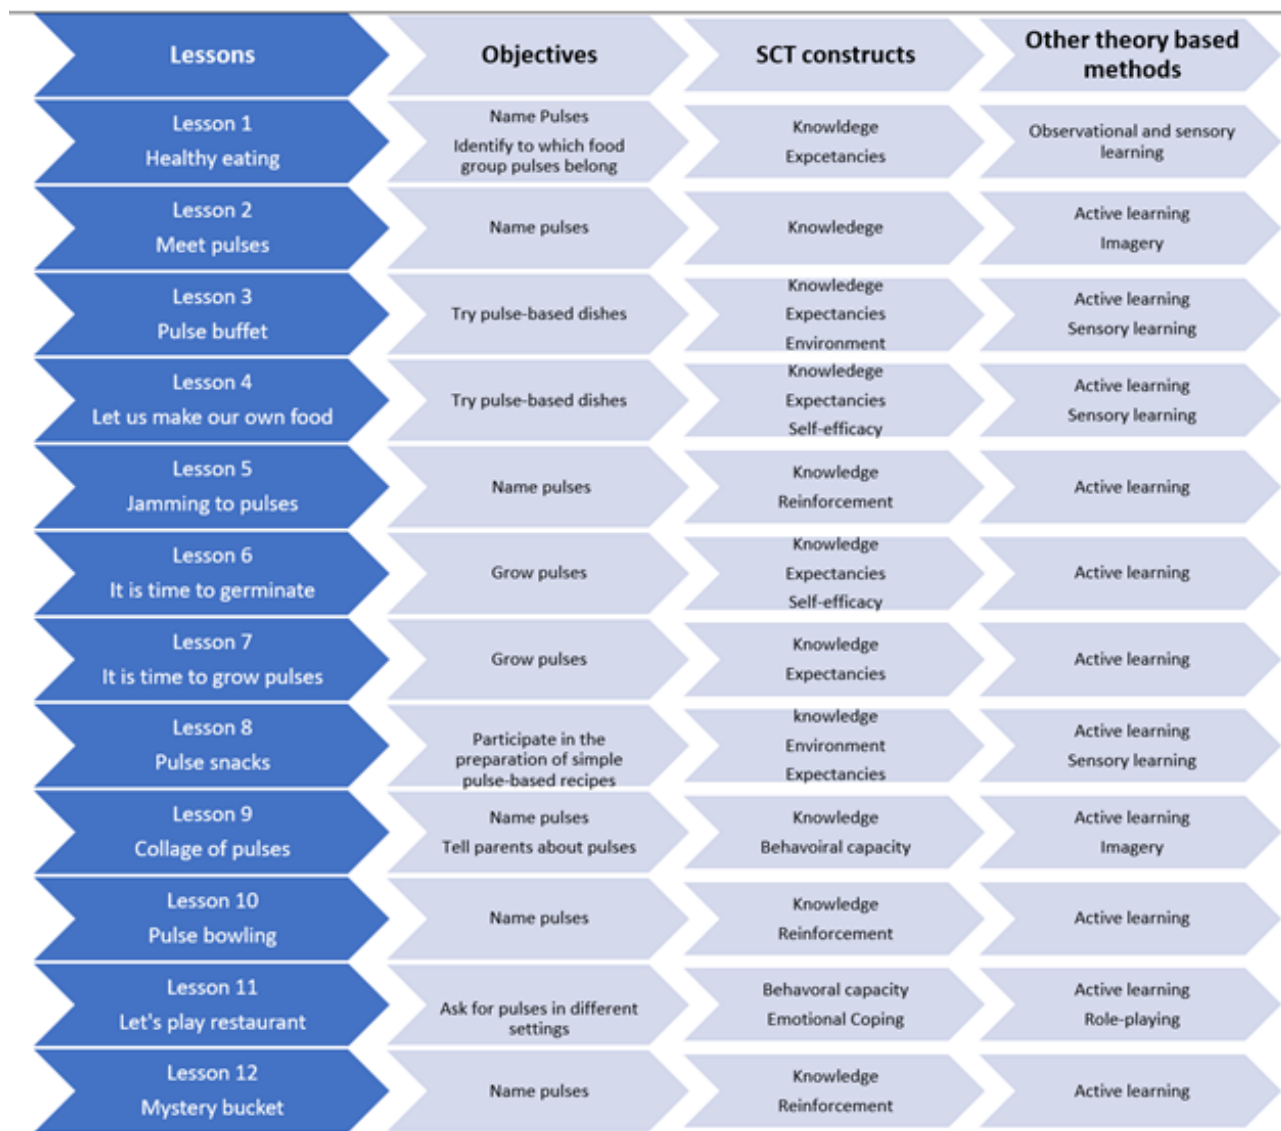 Lessons
Objectives
SCT constructs
Other theory based
methods
Lesson 1
Healthy eating
Name Pulses
Identify to which food
group pulses belong
Knowldege
Expcetancies
Observational and sensory
learning
Lesson 2
Meet pulses
Name pulses
Knowledege
Active learning
Imagery
Lesson 3
Pulse buffet
Try pulse-based dishes
Knowledege
Expectancies
Environment
Active learning
Sensory learning
Lesson 4
Let us make our own food
Try pulse-based dishes
Knowledege
Expectancies
Self-efficacy
Active learning
Sensory learning
Lesson 5
Jamming to pulses
Name pulses
Knowledge
Reinforcement
Active learning
Lesson 6
It is time to germinate
Grow pulses
Knowledge
Expectancies
Self-efficacy
Active learning
Lesson 7
It is time to grow pulses
Grow pulses
Knowledge
Expectancies
Active learning
Lesson 8
Pulse snacks
Participate in the
preparation of simple
pulse-based recipes
knowledge
Environment
Expectancies
Active learning
Sensory learning
Lesson 9
Collage of pulses
Name pulses
Tell parents about pulses
Knowledge
Behavoiral capacity
Active learning
Imagery
Lesson 10
Pulse bowling
Name pulses
Knowledge
Reinforcement
Active learning
Lesson 11
Let's play restaurant
Ask for pulses in different
settings
Behavoral capacity
Emotional Coping
Active learning
Role-playing
Lesson 12
Mystery bucket
Name pulses
Knowledge
Reinforcement
Active learning